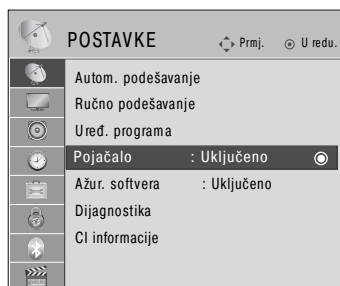 POSTAVKE Prmj. U redu.
Autom. podešavanje
Ručno podešavanje
Uređ. programa
Pojačalo : Uključeno
Ažur. softvera : Uključeno
Dijagnostika
CI informacije